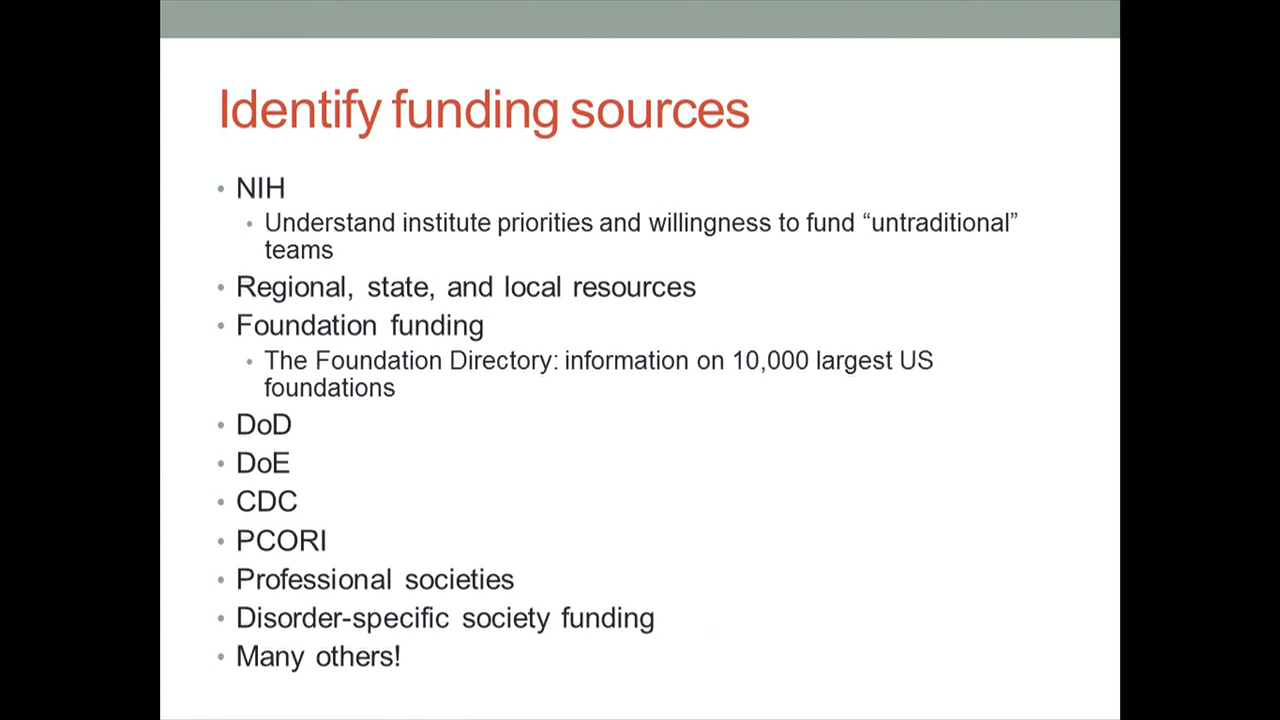 Identify funding sources
• NIH
• Understand institute priorities and willingness to fund “untraditional”
teams
• Regional, state, and local resources
• Foundation funding
• The Foundation Directory: information on 10,000 largest US
foundations
• DoD
• DoE
• CDC
• PCORI
• Professional societies
• Disorder-specific society funding
• Many others!